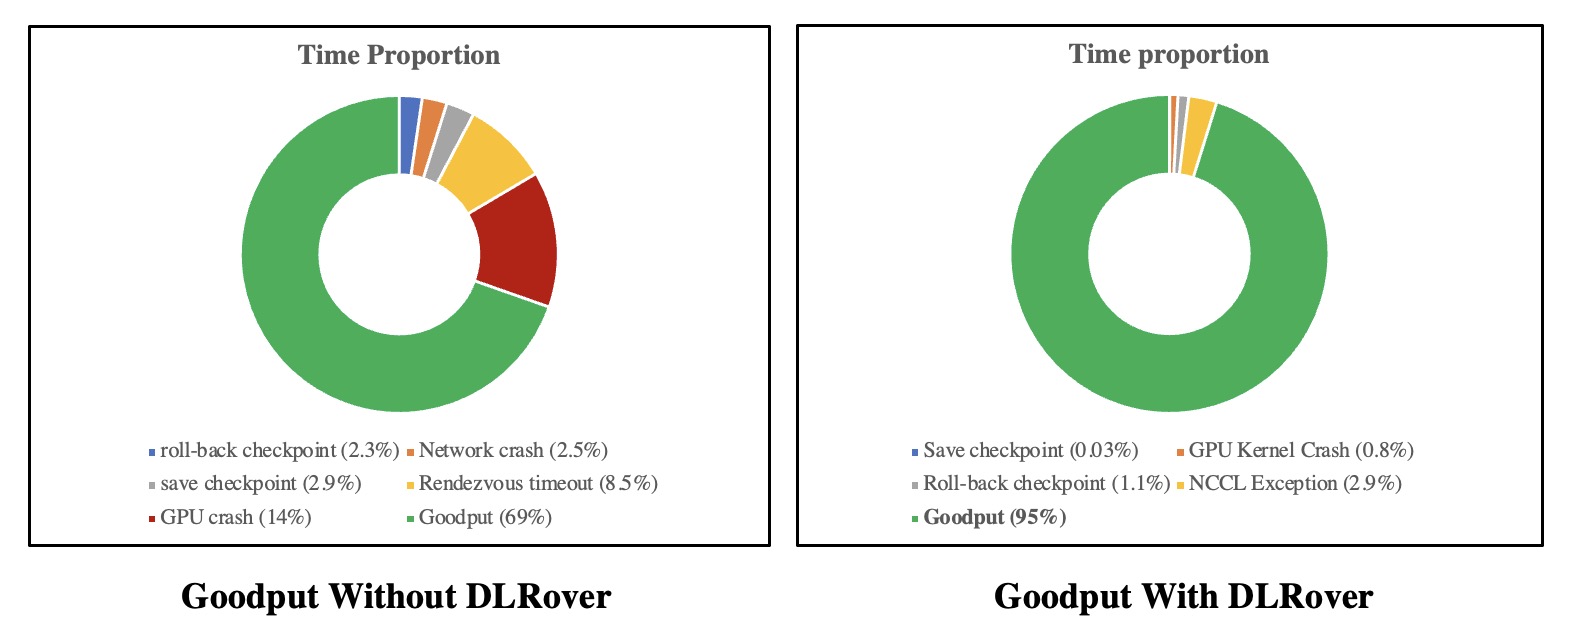 Time Proportion
roll-back checkpoint (2.3%) Network crash (2.5%)
save checkpoint (2.9%) Rendezvous timeout (8.5%)
GPU crash (14%) Goodput (69%)
Goodput Without DLRover
Time proportion
Save checkpoint (0.03%) GPU Kernel Crash (0.8%)
Roll-back checkpoint (1.1%) NCCL Exception (2.9%)
Goodput (95%)
Goodput With DLRover